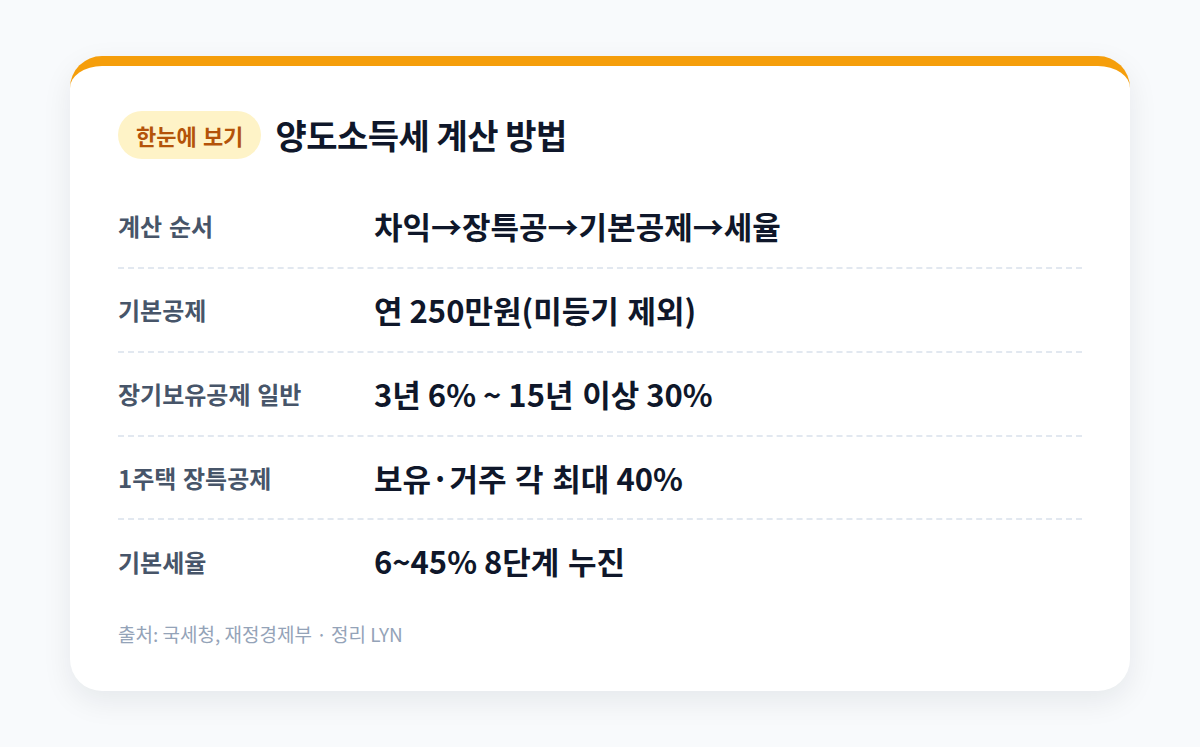 한눈에 보기 양도소득세 계산 방법
계산 순서 차익→장특공→기본공제→세율
기본공제 연 250만원(미등기 제외)
장기보유공제 일반 3년 6% ~ 15년 이상 30%
1주택 장특공제 보유·거주 각 최대 40%
기본세율 6~45% 8단계 누진
출처: 국세청, 재정경제부 · 정리 LYN